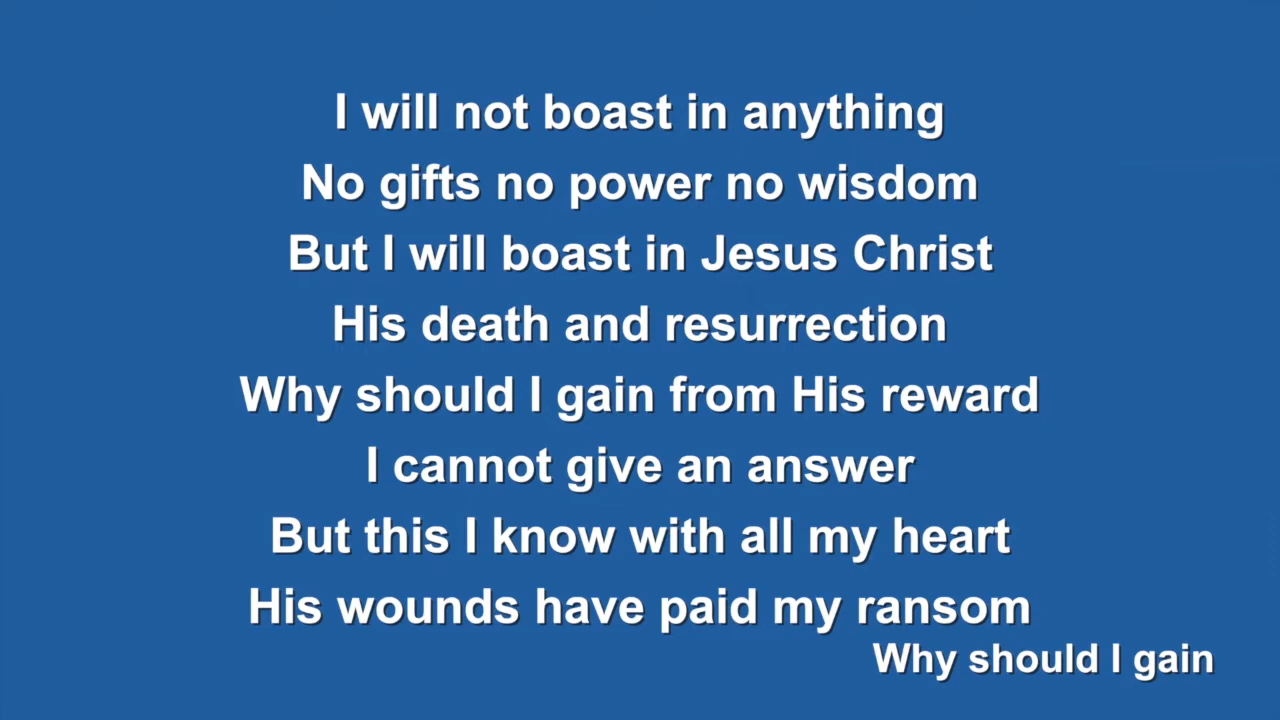 I will not boast in anything
No gifts no power no wisdom
But I will boast in Jesus Christ
His death and resurrection
Why should I gain from His reward
I cannot give an answer
But this I know with all my heart
His wounds have paid my ransom
Why should I gain